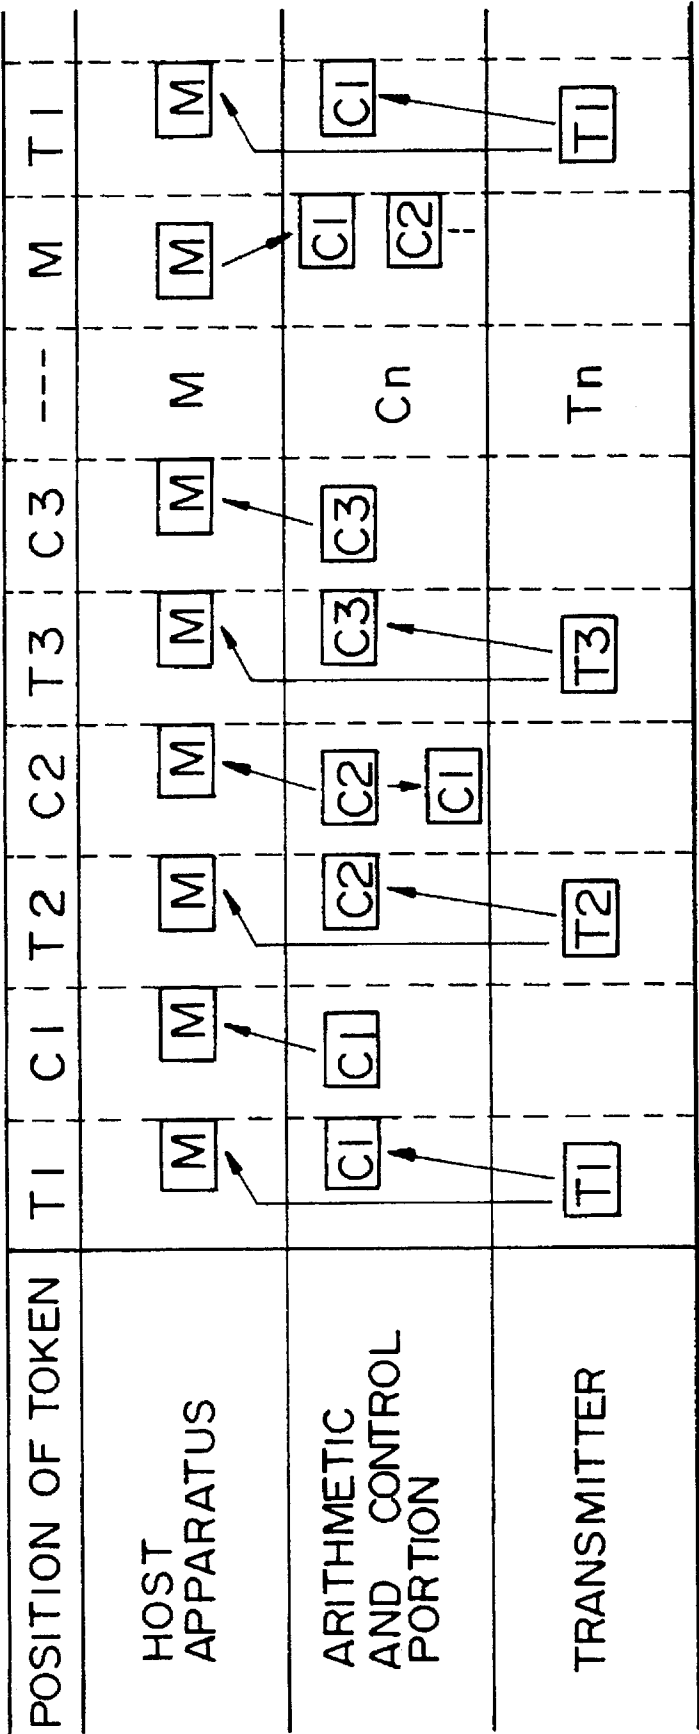 POSITION OF TOKEN T1 C1 T2 C2 T3 C3 --- M T1
HOST
APPARATUS
M M M M M M M M M
ARITHMETIC
AND CONTROL
PORTION
C1 C1 C2 C2 C1 C3 C3 Cn C1 C2 -- C1
TRANSMITTER
T1 T2 T3 Tn T1